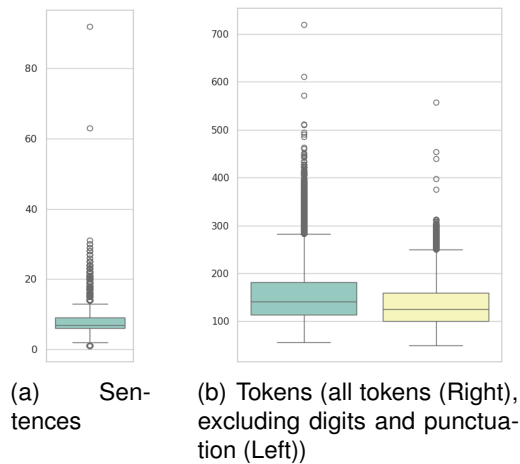 80
60
40
20
0
700
600
500
400
300
200
100
(a) Sen-
tences
(b) Tokens (all tokens (Right),
excluding digits and punctua-
tion (Left))